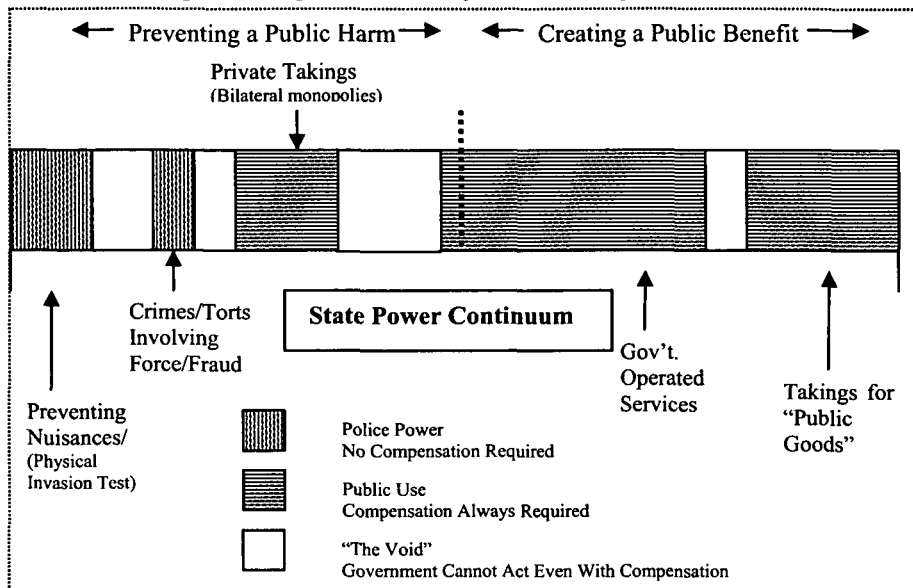 Preventing a Public Harm
Creating a Public Benefit
Private Takings
(Bilateral monopolies)
Crimes/Torts
Involving
Force/Fraud
State Power Continuum
Gov't.
Operated
Services
Takings for
"Public
Goods"
Preventing
Nuisances/
(Physical
Invasion Test)
Police Power
No Compensation Required
Public Use
Compensation Always Required
"The Void"
Government Cannot Act Even With Compensation